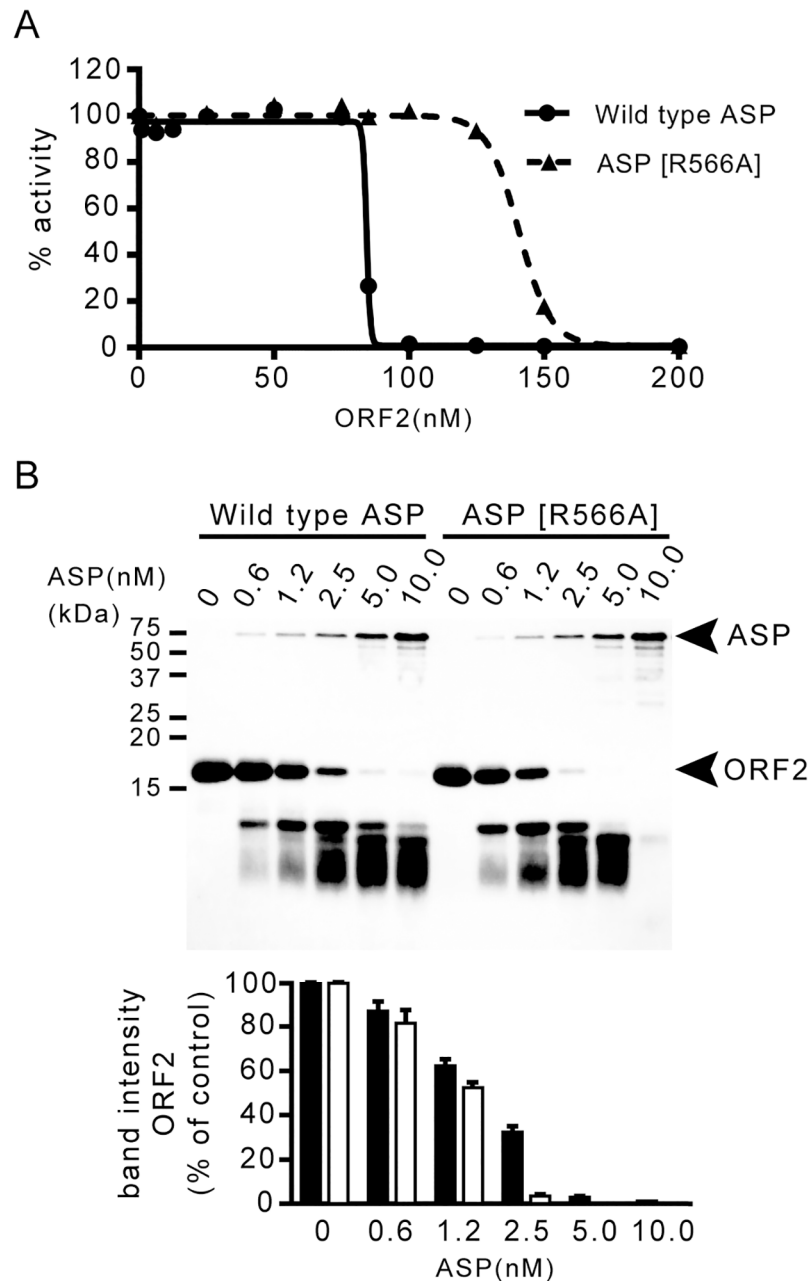 A
120
100
80
60
40
20
0
% activity
0 50 100 150 200
ORF2(nM)
Wild type ASP
ASP [R566A]
B
Wild type ASP ASP [R566A]
ASP(nM) 0 0.6 1.2 2.5 5.0 10.0 0 0.6 1.2 2.5 5.0 10.0
(kDa)
75
50
37
25
20
15
ASP
ORF2
100
80
60
40
20
0
band intensity
ORF2
(% of control)
0 0.6 1.2 2.5 5.0 10.0
ASP(nM)